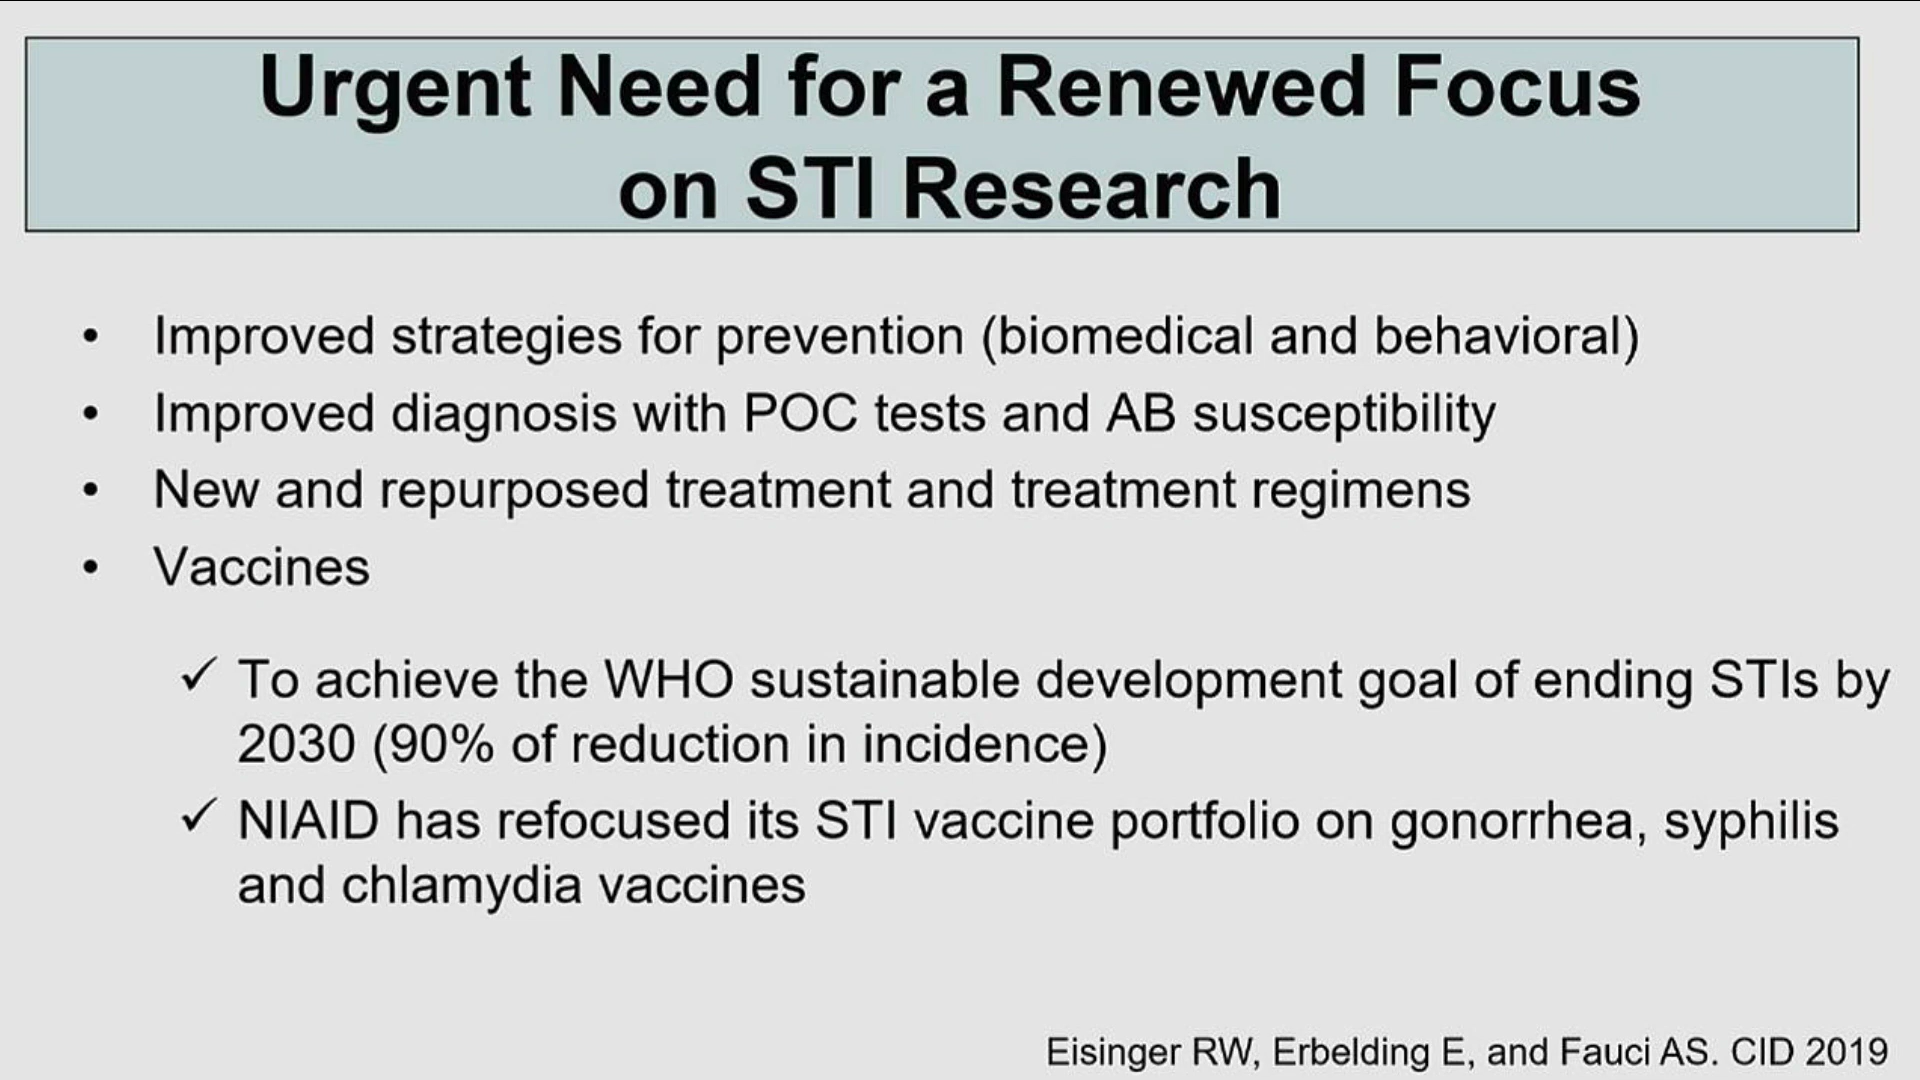 Urgent Need for a Renewed Focus
on STI Research
• Improved strategies for prevention (biomedical and behavioral)
• Improved diagnosis with POC tests and AB susceptibility
• New and repurposed treatment and treatment regimens
• Vaccines
✓ To achieve the WHO sustainable development goal of ending STIs by
2030 (90% of reduction in incidence)
✓ NIAID has refocused its STI vaccine portfolio on gonorrhea, syphilis
and chlamydia vaccines
Eisinger RW, Erbelding E, and Fauci AS. CID 2019